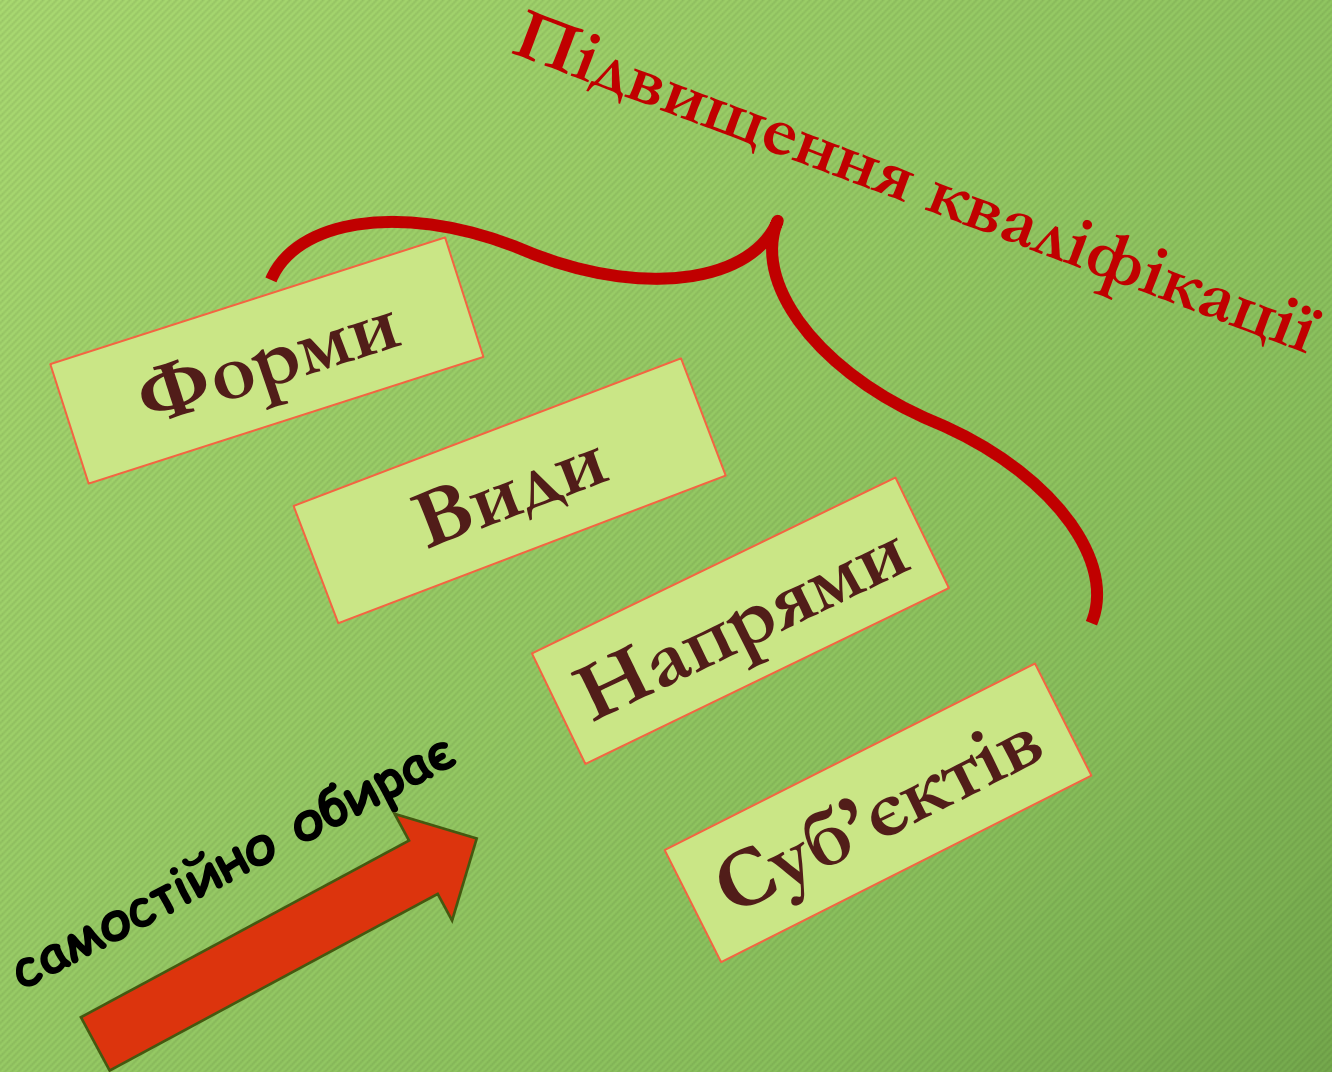 Підвищення кваліфікації
Форми
Види
Напрями
Суб’єктів
самостійно обирає